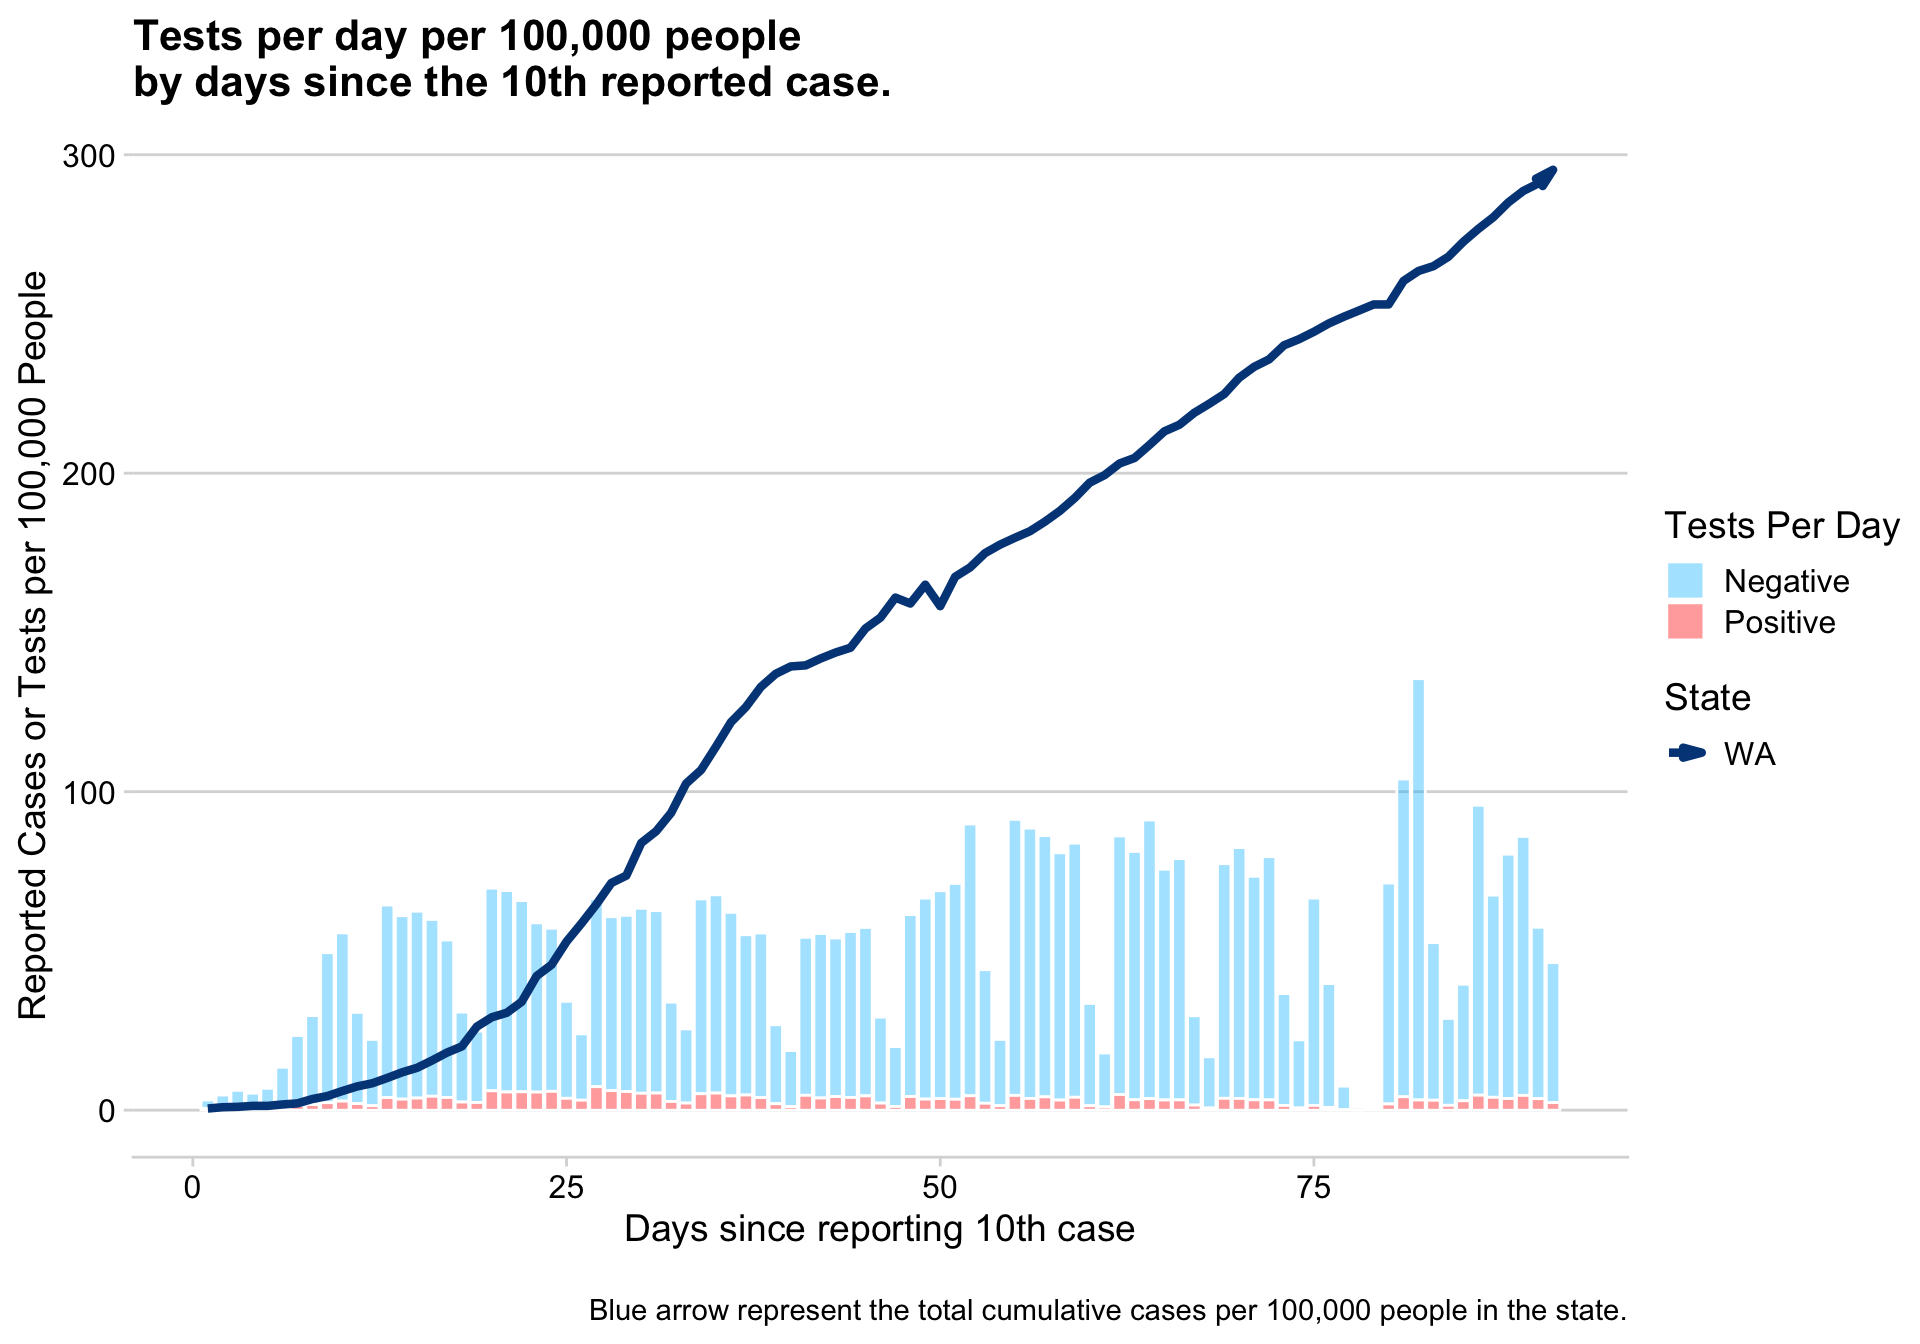 Tests per day per 100,000 people
by days since the 10th reported case.
Reported Cases or Tests per 100,000 People
300
200
100
0
0
25
50
75
Days since reporting 10th case
Tests Per Day
Negative
Positive
State
WA
Blue arrow represent the total cumulative cases per 100,000 people in the state.